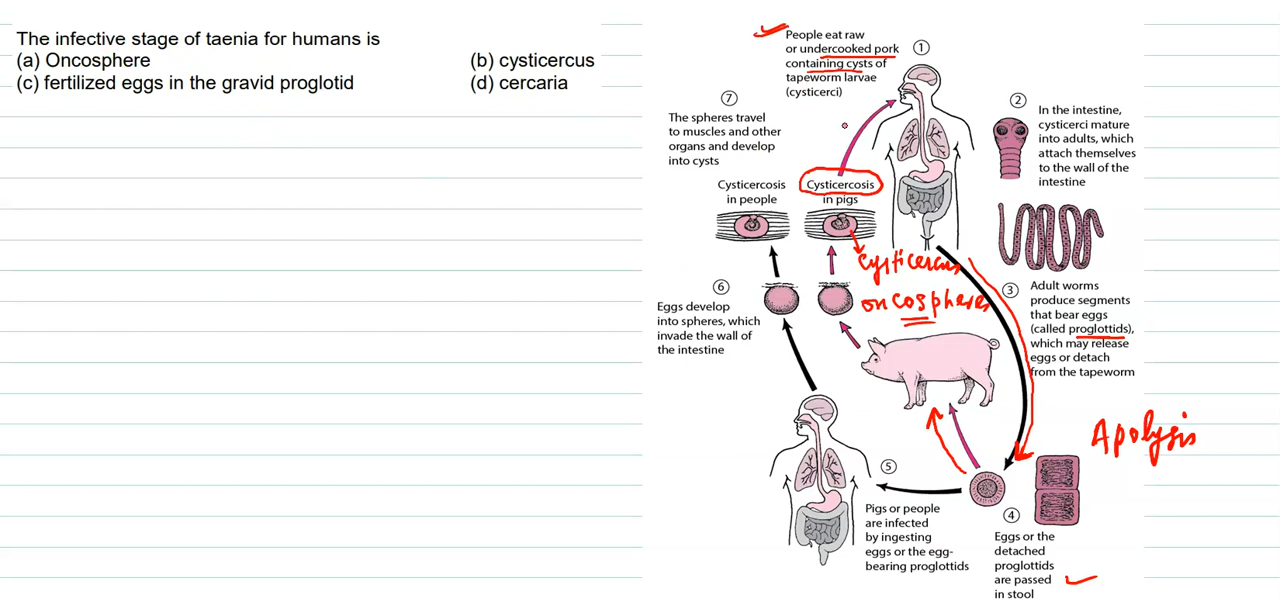 The infective stage of taenia for humans is
(a) Oncosphere (b) cysticercus
(c) fertilized eggs in the gravid proglotid (d) cercaria
People eat raw
or undercooked pork
containing cysts of
tapeworm larvae
(cysticerci)
1
2
In the intestine,
cysticerci mature
into adults, which
attach themselves
to the wall of the
intestine
7
The spheres travel
to muscles and other
organs and develop
into cysts
Cysticercosis
in people
Cysticercosis
in pigs
Cysticercus
oncospheres
3
Adult worms
produce segments
that bear eggs
(called proglottids),
which may release
eggs or detach
from the tapeworm
6
Eggs develop
into spheres, which
invade the wall of
the intestine
Apolysis
5
Pigs or people
are infected
by ingesting
eggs or the egg-
bearing proglottids
4
Eggs or the
detached
proglottids
are passed
in stool